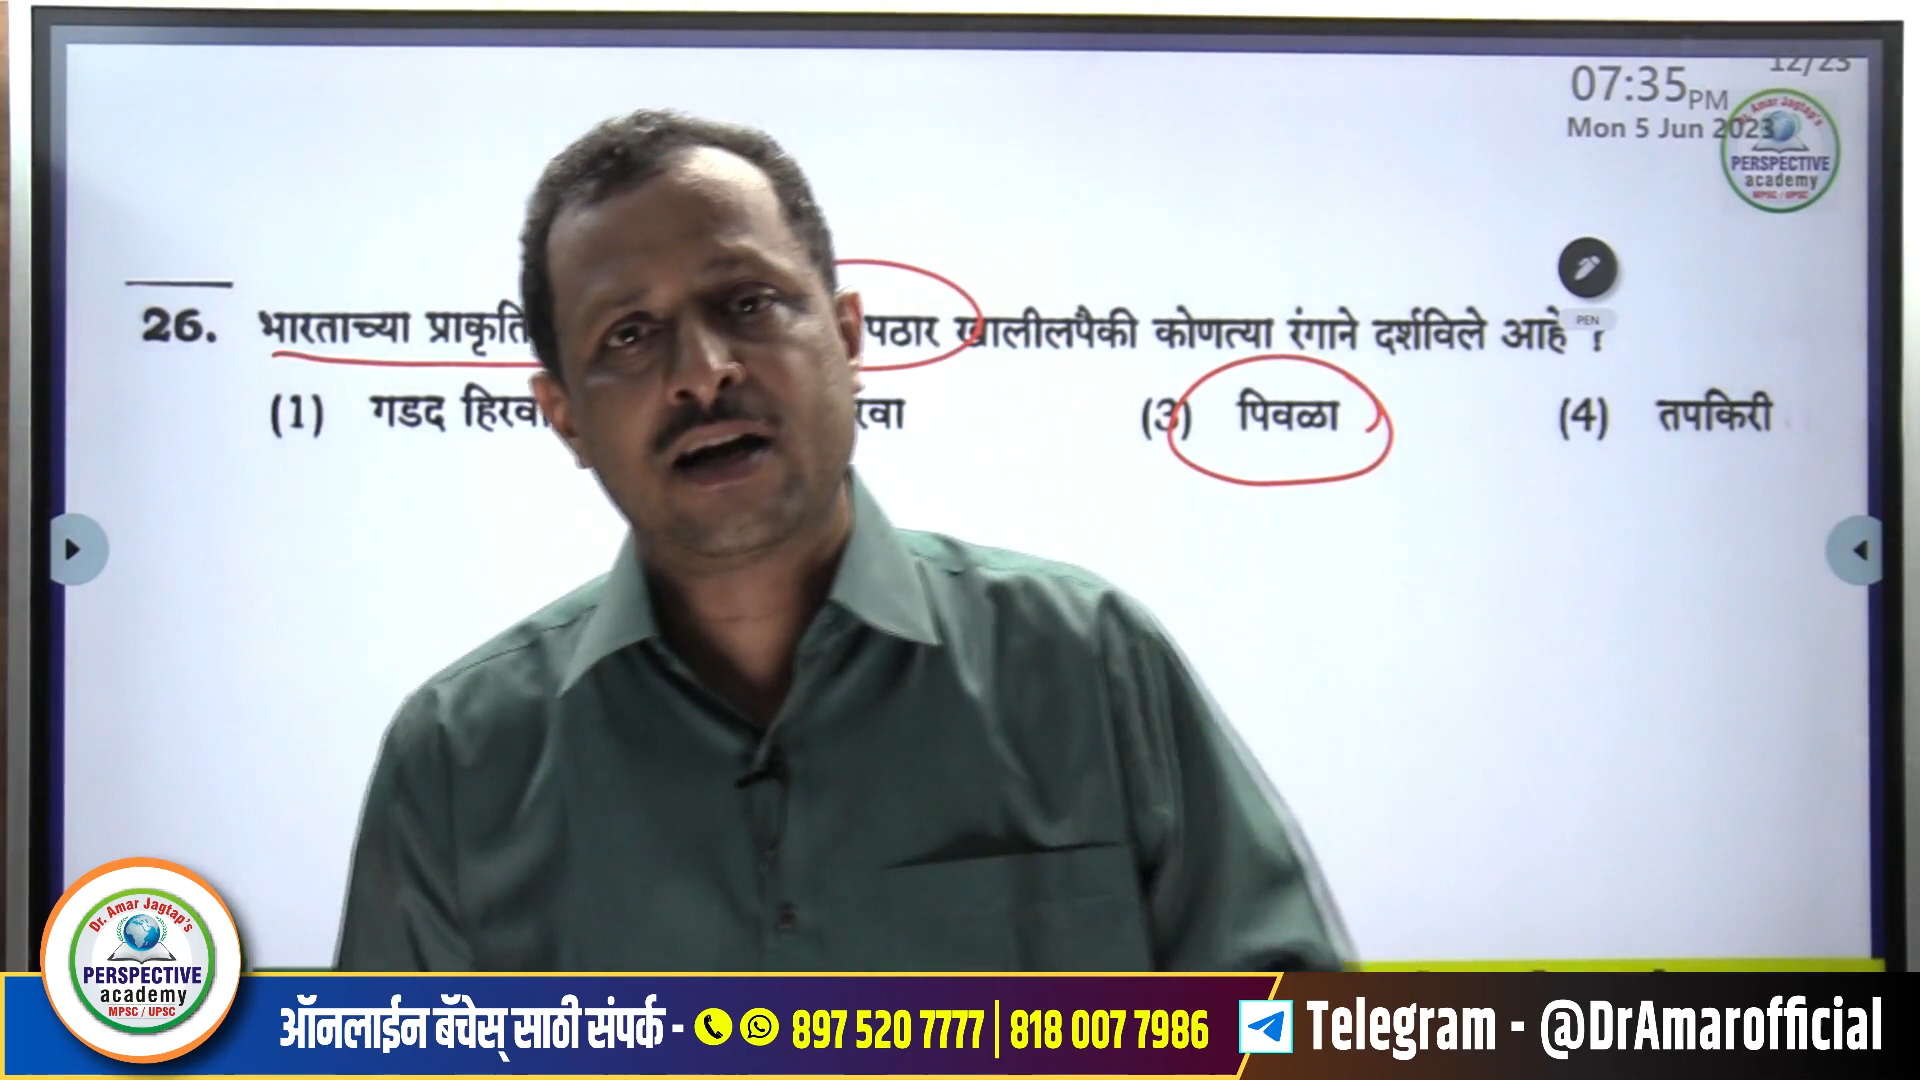 12/23
07:35 PM
Mon 5 Jun 2023
Dr. Amar Jagtap's
PERSPECTIVE
academy
MPSC / UPSC
PEN
26. भारताच्या पठार खालीलपैकी कोणत्या रंगाने दर्शविले आहे ?
(1) गडद (3) पिवळा (4) तपकिरी
Dr. Amar Jagtap's
PERSPECTIVE
academy
MPSC / UPSC
ऑनलाईन बॅचेस् साठी संपर्क - 897 520 7777 | 818 007 7986
Telegram - @DrAmarofficial